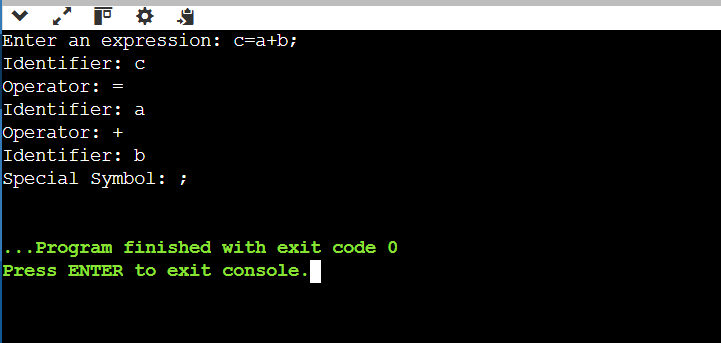 Enter an expression: c=a+b;
Identifier: c
Operator: =
Identifier: a
Operator: +
Identifier: b
Special Symbol: ;
...Program finished with exit code 0
Press ENTER to exit console.